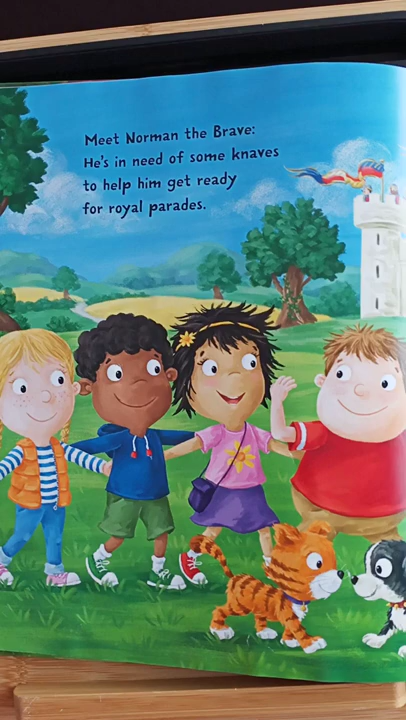 Meet Norman the Brave:
He's in need of some knaves
to help him get ready
for royal parades.